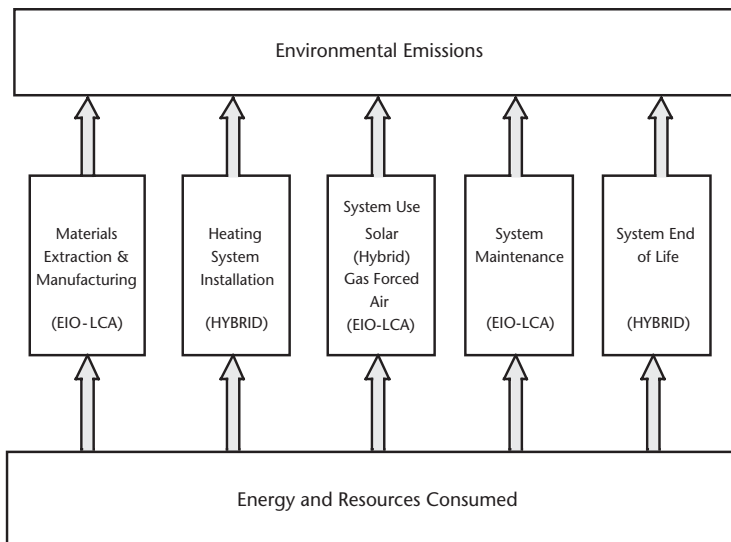 Environmental Emissions
Materials
Extraction &
Manufacturing
(EIO-LCA)
Heating
System
Installation
(HYBRID)
System Use
Solar
(Hybrid)
Gas Forced
Air
(EIO-LCA)
System
Maintenance
(EIO-LCA)
System End
of Life
(HYBRID)
Energy and Resources Consumed